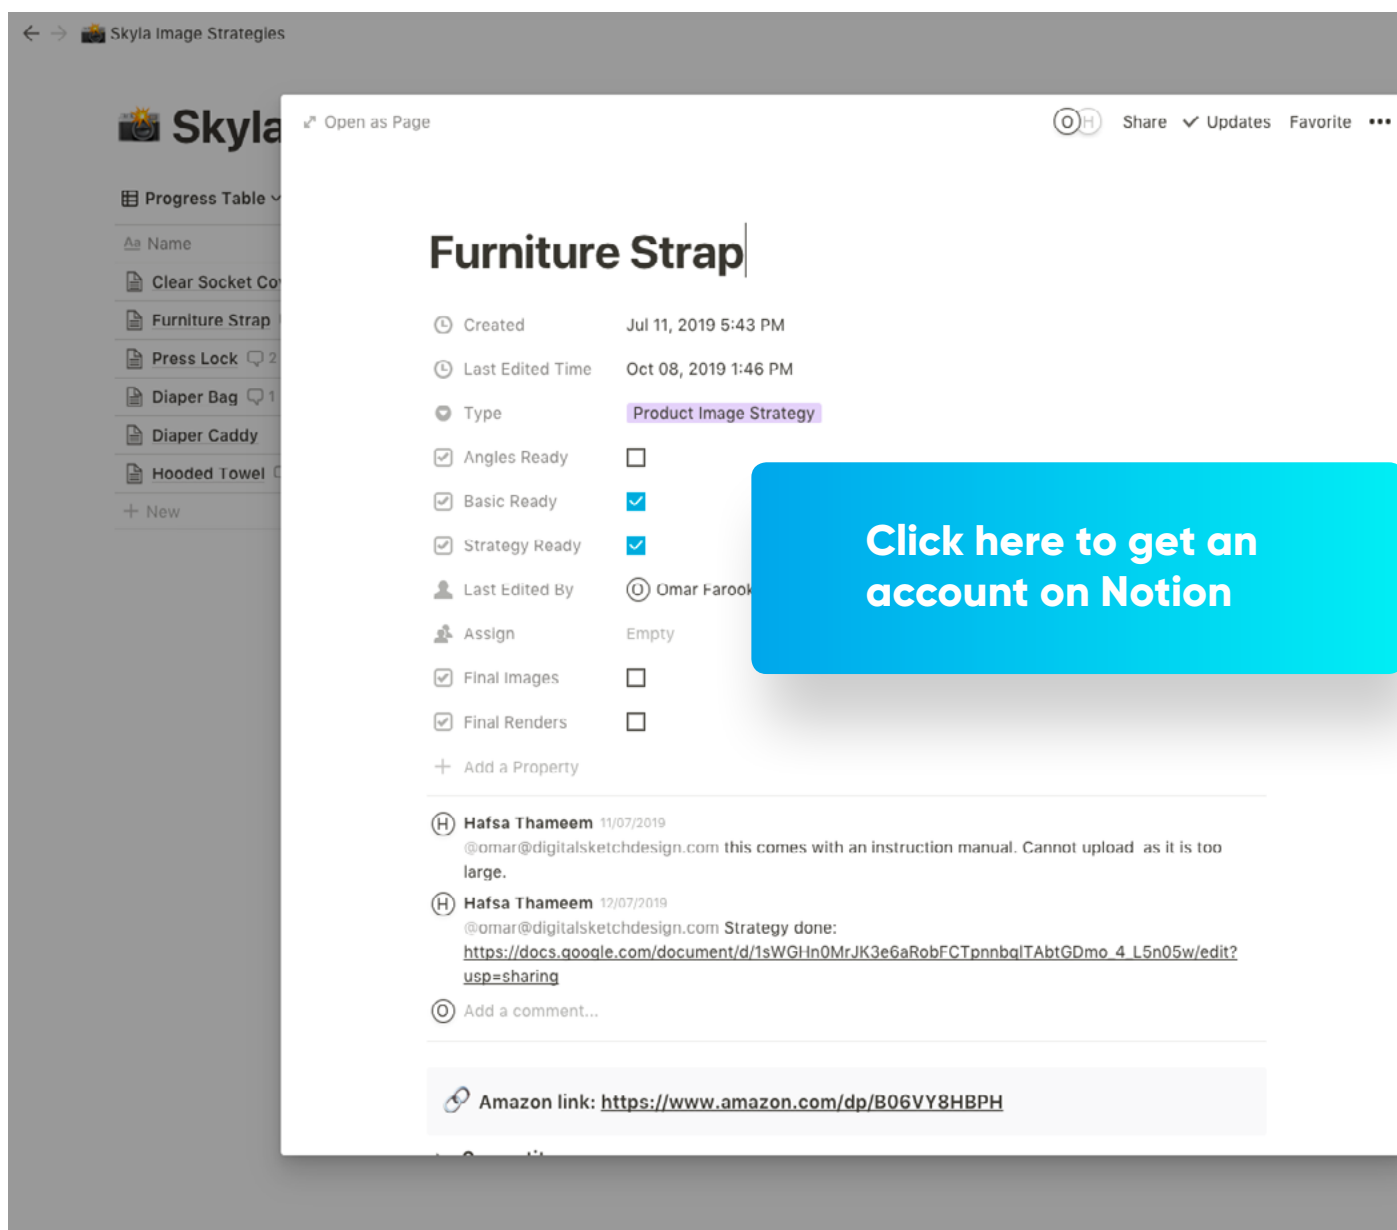 Skyla Image Strategies
Skyla
Open as Page
O H Share Updates Favorite •••
Progress Table
Aa Name
Clear Socket
Furniture Strap
Press Lock 2
Diaper Bag 1
Diaper Caddy
Hooded Towel
+ New
Furniture Strap
Created Jul 11, 2019 5:43 PM
Last Edited Time Oct 08, 2019 1:46 PM
Type Product Image Strategy
Angles Ready
Basic Ready
Strategy Ready
Last Edited By O Omar Farook
Assign Empty
Final Images
Final Renders
+ Add a Property
Click here to get an
account on Notion
H Hafsa Thameem 11/07/2019
@omar@digitalsketchdesign.com this comes with an instruction manual. Cannot upload as it is too
large.
H Hafsa Thameem 12/07/2019
@omar@digitalsketchdesign.com Strategy done:
https://docs.google.com/document/d/1sWGHn0MrJK3e6aRobFCTpnnbqlTAbtGDmo_4_L5n05w/edit?
usp=sharing
O Add a comment...
Amazon link: https://www.amazon.com/dp/B06VY8HBPH